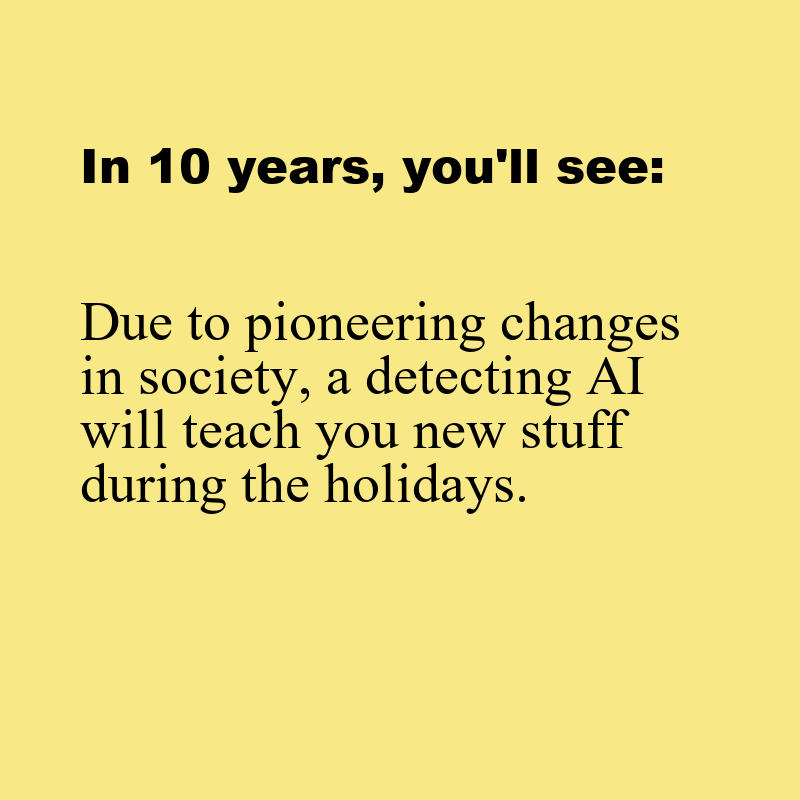 In 10 years, you'll see:
Due to pioneering changes
in society, a detecting AI
will teach you new stuff
during the holidays.